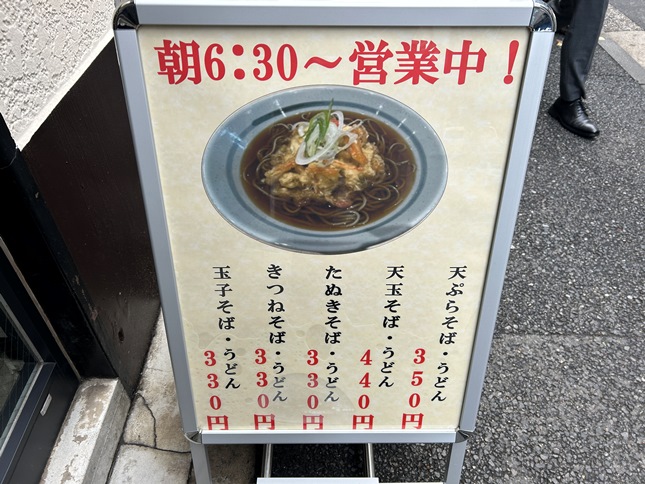 朝6:30〜営業中！
天ぷらそば・うどん 350円
天玉そば・うどん 440円
たぬきそば・うどん 330円
きつねそば・うどん 330円
玉子そば・うどん 330円